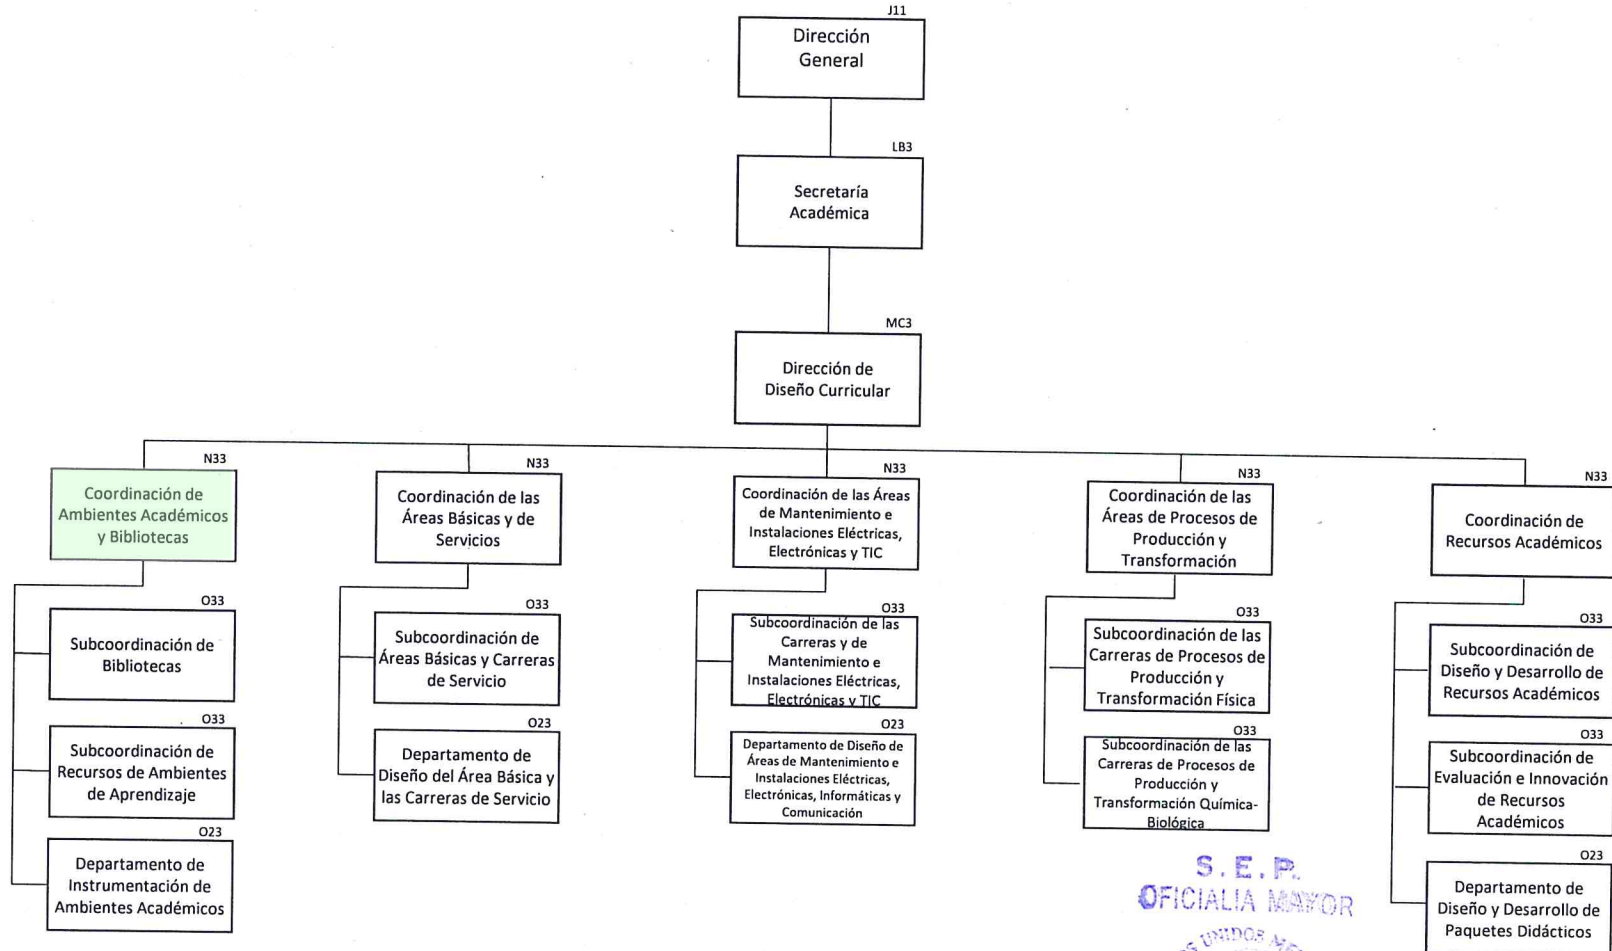 J11
Dirección
General
LB3
Secretaría
Académica
MC3
Dirección de
Diseño Curricular
N33
Coordinación de
Ambientes Académicos
y Bibliotecas
O33
Subcoordinación de
Bibliotecas
O33
Subcoordinación de
Recursos de Ambientes
de Aprendizaje
O23
Departamento de
Instrumentación de
Ambientes Académicos
N33
Coordinación de las
Áreas Básicas y de
Servicios
O33
Subcoordinación de
Áreas Básicas y Carreras
de Servicio
O23
Departamento de
Diseño del Área Básica y
las Carreras de Servicio
N33
Coordinación de las Áreas
de Mantenimiento e
Instalaciones Eléctricas,
Electrónicas y TIC
O33
Subcoordinación de las
Carreras y de
Mantenimiento e
Instalaciones Eléctricas,
Electrónicas y TIC
O23
Departamento de Diseño de
Áreas de Mantenimiento e
Instalaciones Eléctricas,
Electrónicas, Informáticas y
Comunicación
N33
Coordinación de las
Áreas de Procesos de
Producción y
Transformación
O33
Subcoordinación de las
Carreras de Procesos de
Producción y
Transformación Física
O33
Subcoordinación de las
Carreras de Procesos de
Producción y
Transformación Química-
Biológica
N33
Coordinación de
Recursos Académicos
O33
Subcoordinación de
Diseño y Desarrollo de
Recursos Académicos
O33
Subcoordinación de
Evaluación e Innovación
de Recursos
Académicos
O23
Departamento de
Diseño y Desarrollo de
Paquetes Didácticos
S.E.P.
OFICIALIA MAYOR
UNIDOS